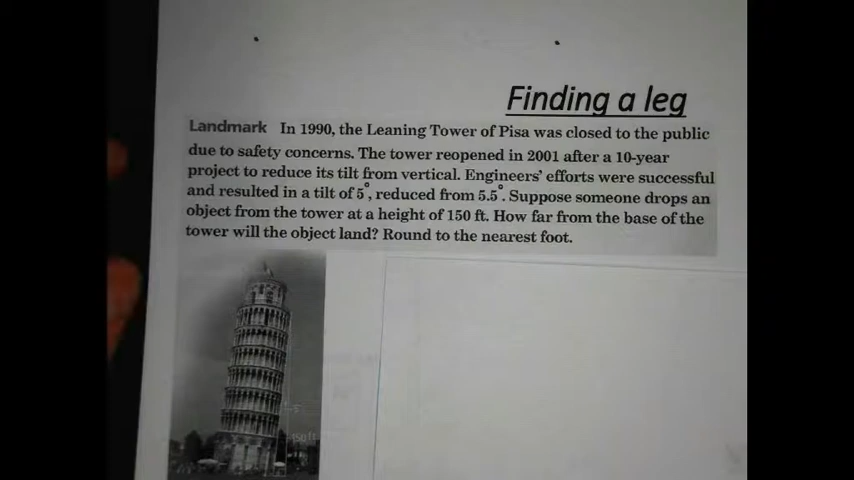 Finding a leg
Landmark In 1990, the Leaning Tower of Pisa was closed to the public
due to safety concerns. The tower reopened in 2001 after a 10-year
project to reduce its tilt from vertical. Engineers' efforts were successful
and resulted in a tilt of 5°, reduced from 5.5°. Suppose someone drops an
object from the tower at a height of 150 ft. How far from the base of the
tower will the object land? Round to the nearest foot.
150 ft